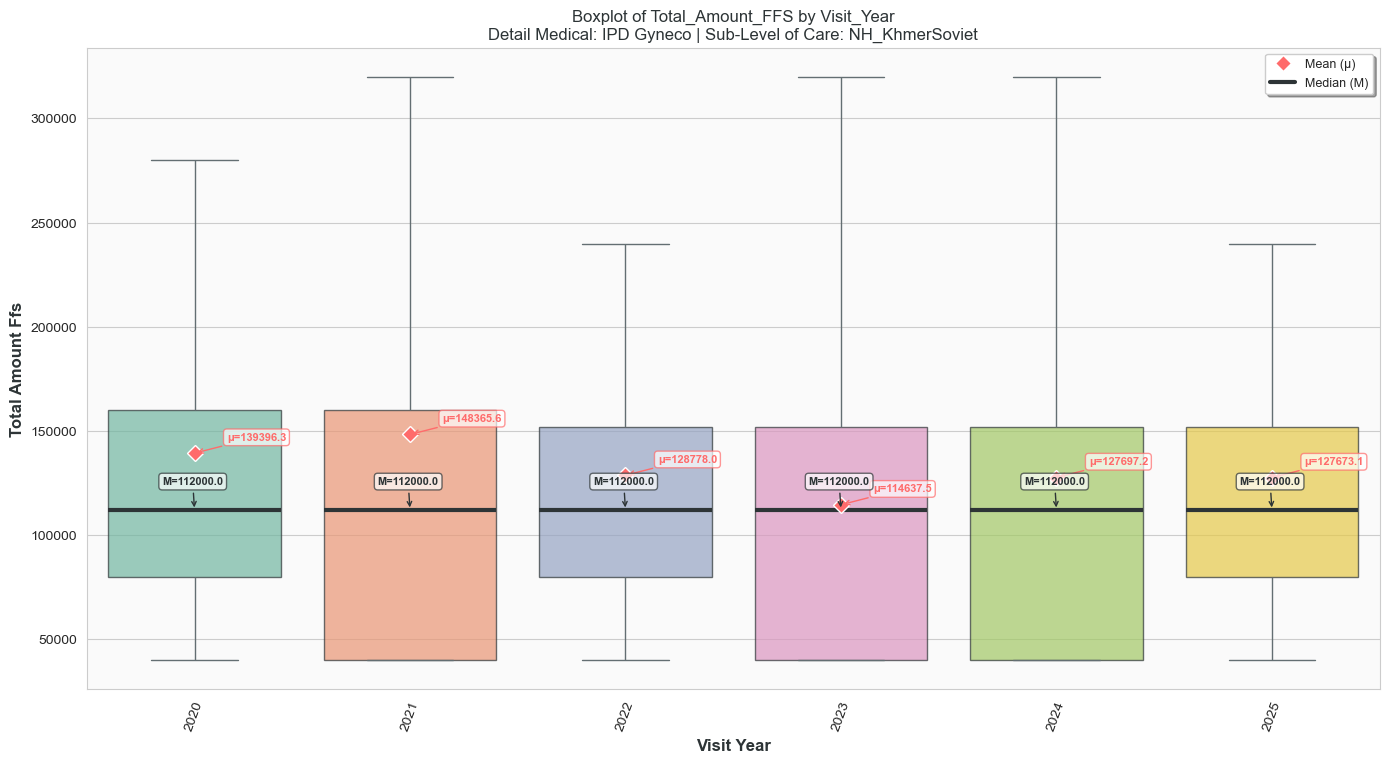 Boxplot of Total_Amount_FFS by Visit_Year
Detail Medical: IPD Gyneco | Sub-Level of Care: NH_KhmerSoviet
Mean (μ)
Median (M)
Total Amount Ffs
300000
250000
200000
150000
100000
50000
μ=139396.3
M=112000.0
μ=148365.6
M=112000.0
μ=128778.0
M=112000.0
μ=114637.5
M=112000.0
μ=127697.2
M=112000.0
μ=127673.1
M=112000.0
2020
2021
2022
2023
2024
2025
Visit Year